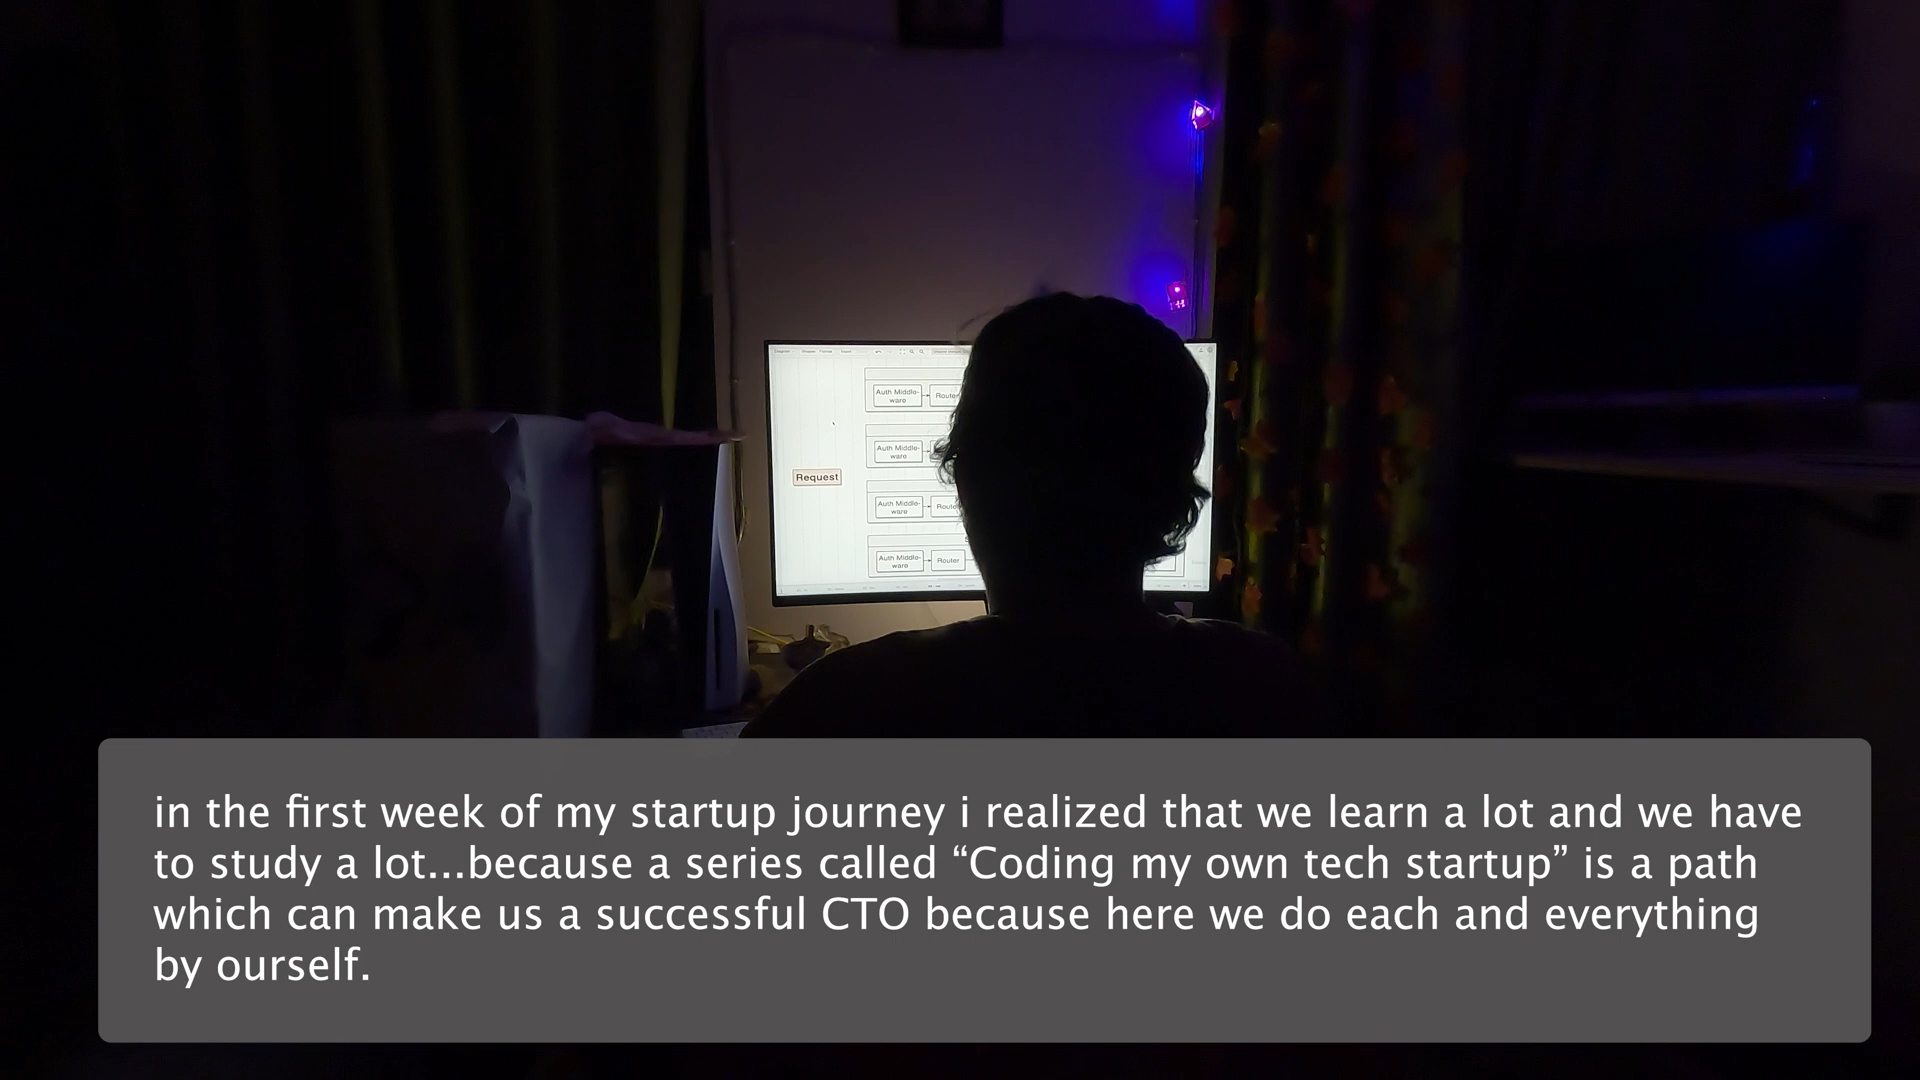 Auth Middle-
ware
Router
Auth Middle-
ware
Request
Auth Middle-
ware
Auth Middle-
ware
Router
in the first week of my startup journey i realized that we learn a lot and we have
to study a lot...because a series called “Coding my own tech startup” is a path
which can make us a successful CTO because here we do each and everything
by ourself.